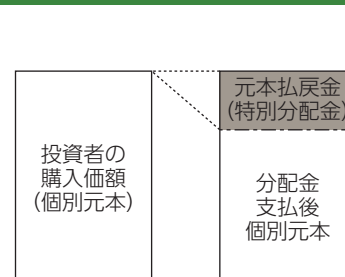 投資者の
購入価額
(個別元本)
元本払戻金
(特別分配金)
分配金
支払後
個別元本